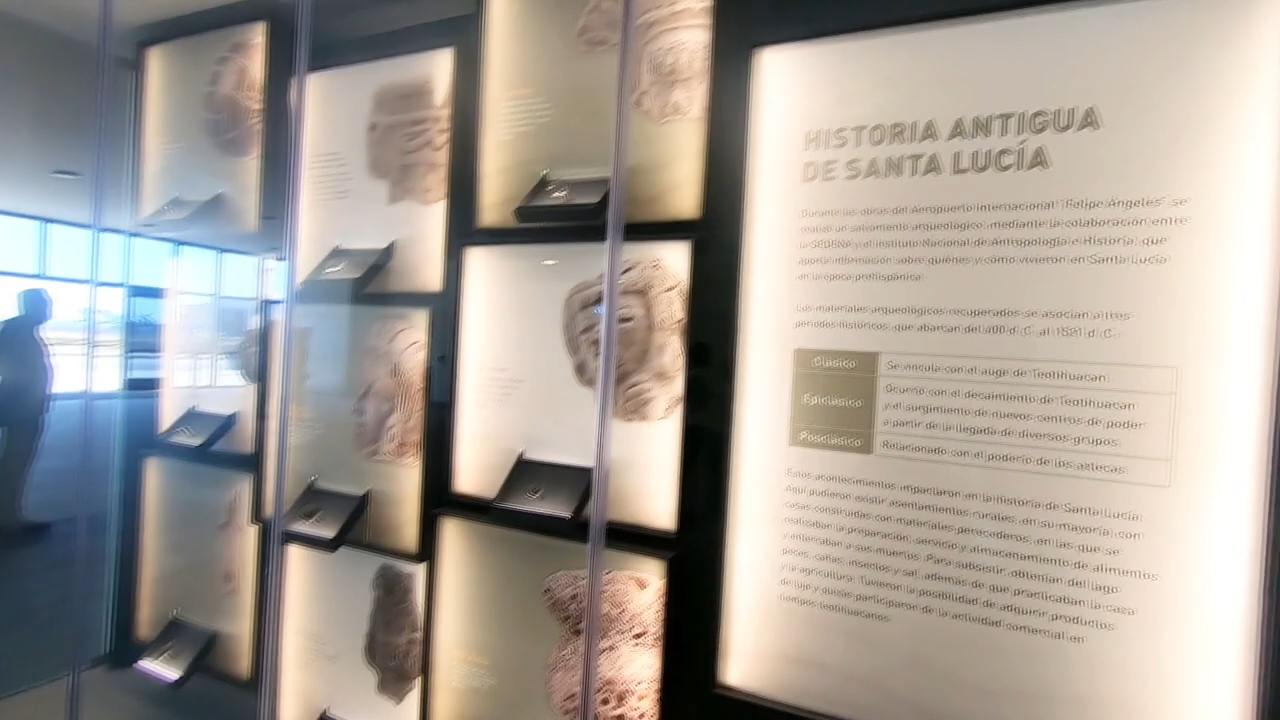 HISTORIA ANTIGUA
DE SANTA LUCÍA
Durante las obras del Aeropuerto Internacional "Felipe Ángeles" se
realizó un salvamento arqueológico, mediante la colaboración entre
la SEDENA y el Instituto Nacional de Antropología e Historia, que
aporta información sobre quiénes y cómo vivieron en Santa Lucía
en la época prehispánica.
Los materiales arqueológicos recuperados se asocian a tres
periodos históricos, que abarcan del 400 d. C. al 1521 d. C.:
Clásico
Se vincula con el auge de Teotihuacan.
Epiclásico
Ocurrió con el decaimiento de Teotihuacan
y el surgimiento de nuevos centros de poder
a partir de la llegada de diversos grupos.
Posclásico
Relacionado con el poderío de los aztecas.
Estos acontecimientos impactaron en la historia de Santa Lucía.
Aquí pudieron existir asentamientos rurales, en su mayoría, con
casas construidas con materiales perecederos, en las que se
realizaban la preparación, servicio y almacenamiento de alimentos
y enterraban a sus muertos. Para subsistir, obtenían del lago
peces, cañas, insectos y sal, además de que practicaban la caza
y la agricultura. Tuvieron la posibilidad de adquirir productos
de lujo y quizás participaron de la actividad comercial en
tiempos teotihuacanos.